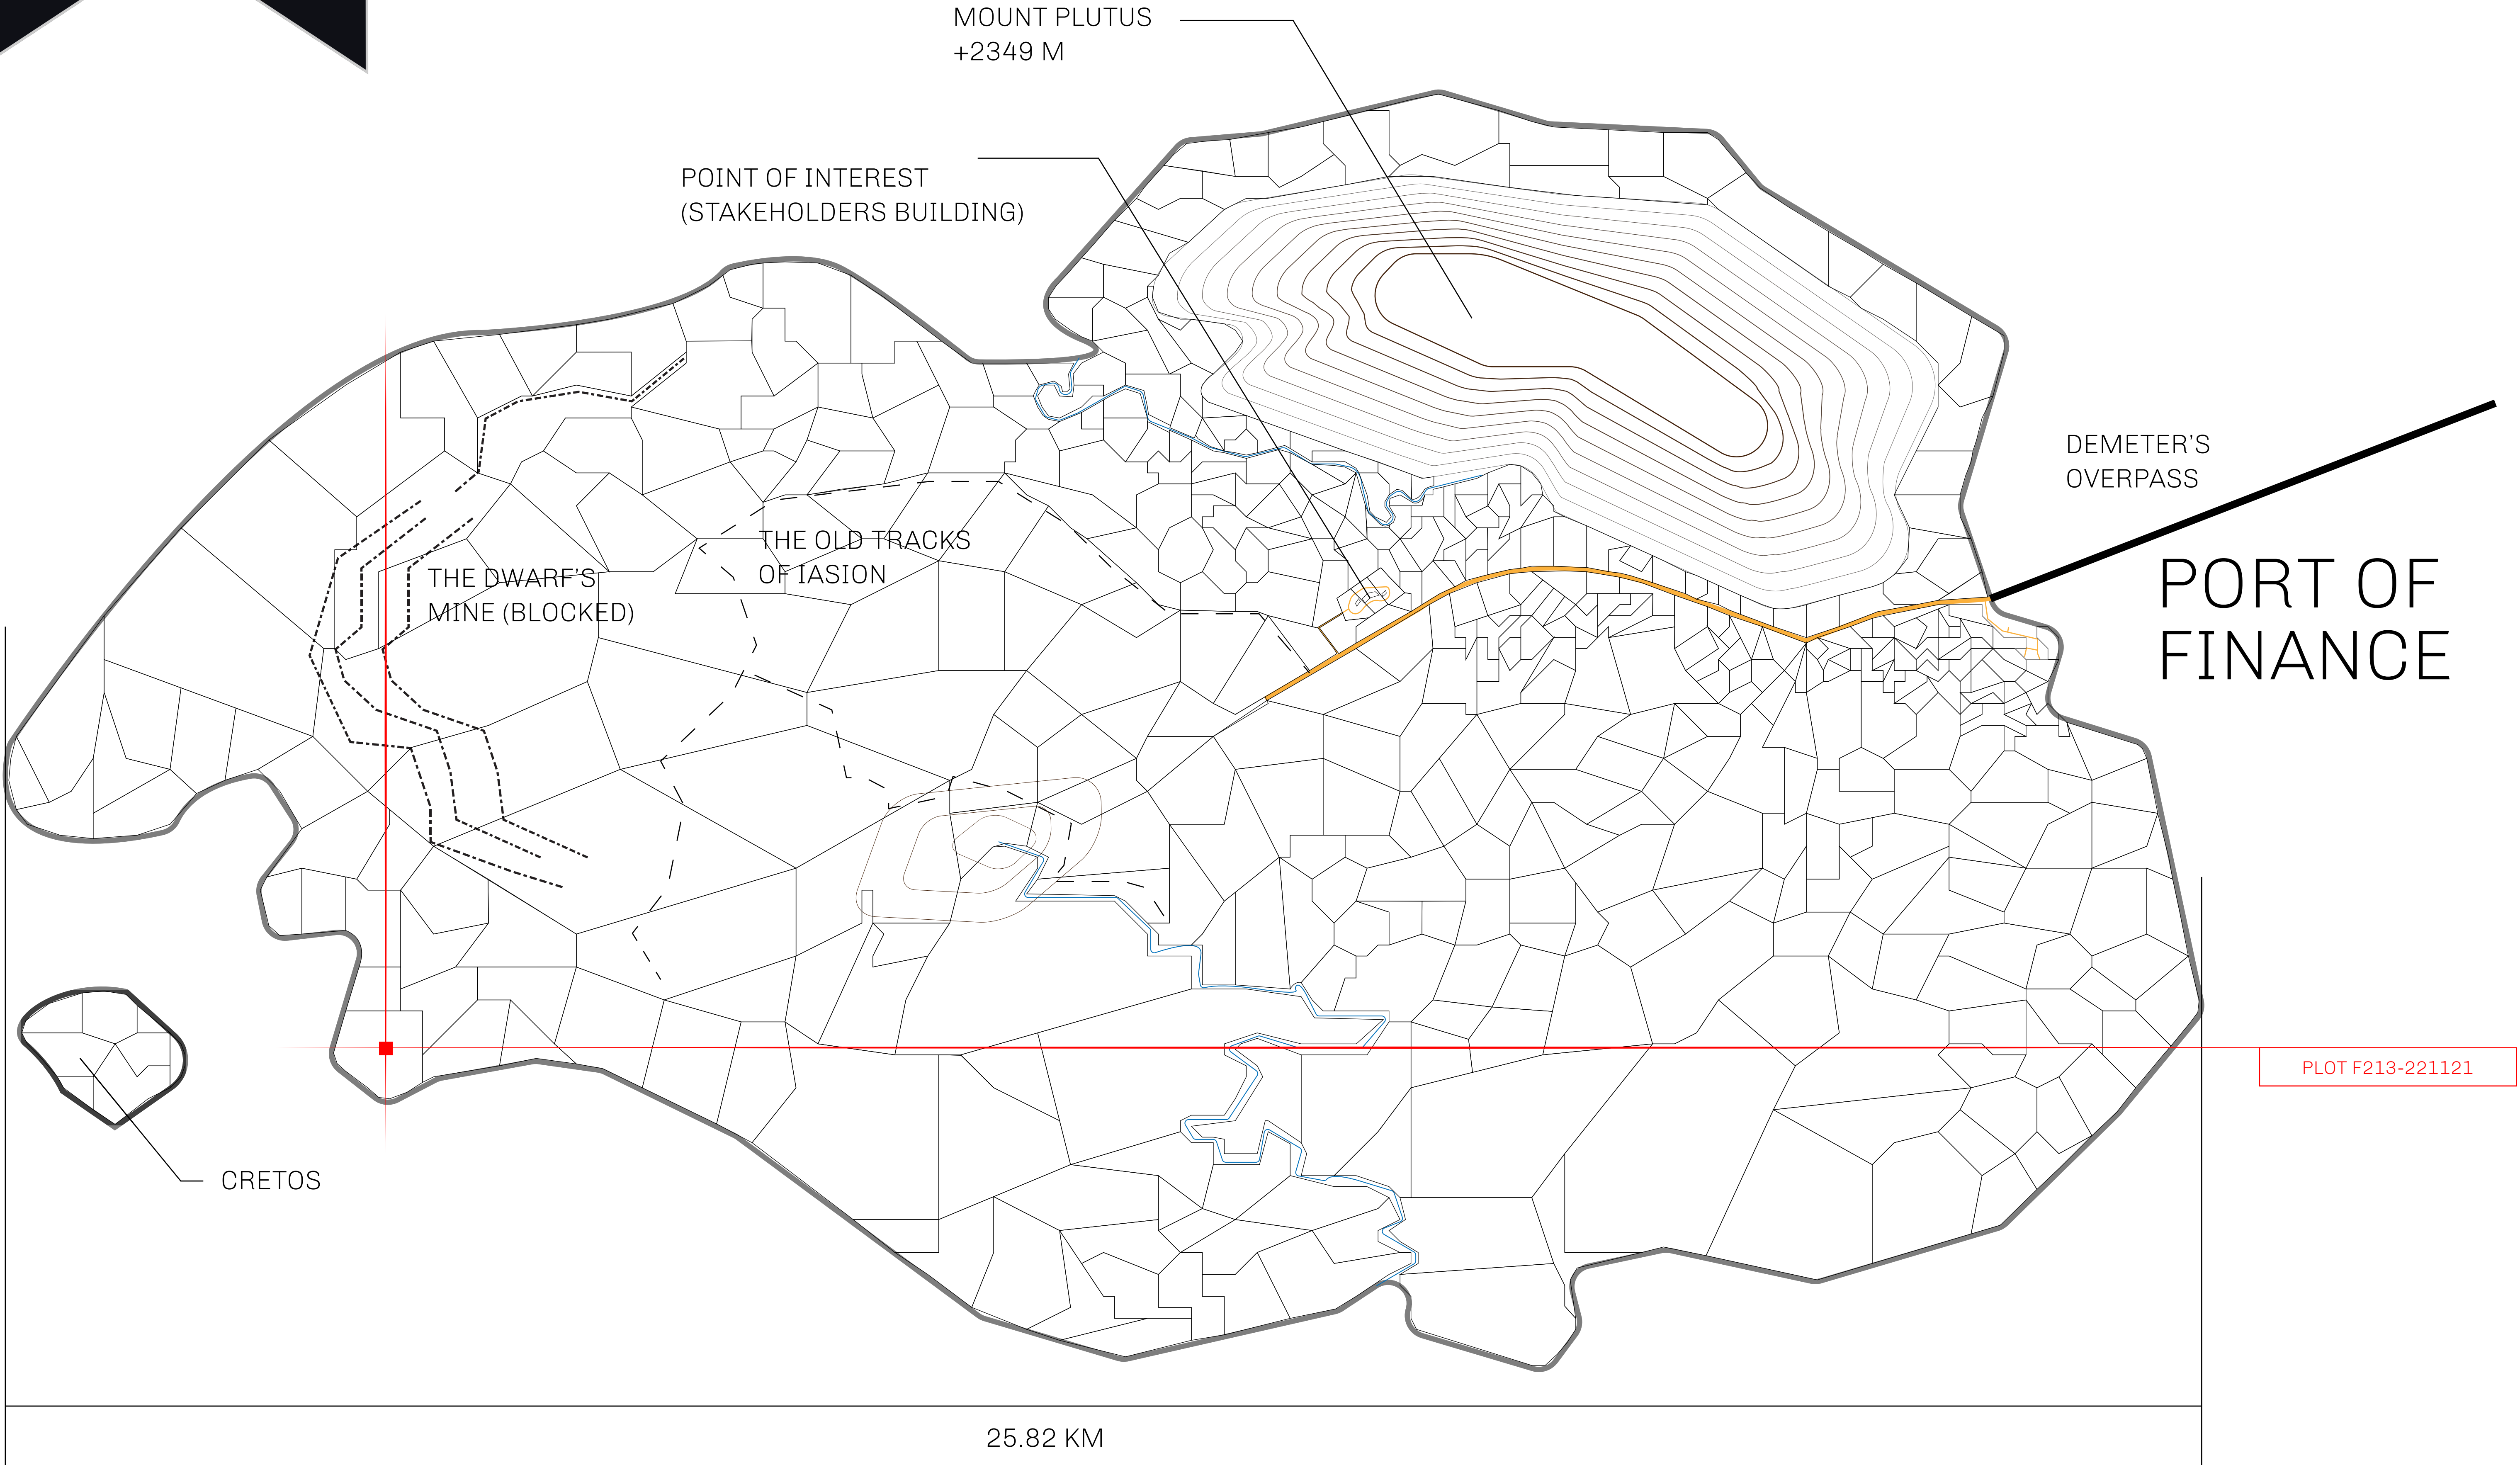 MOUNT PLUTUS
+2349 M
POINT OF INTEREST
(STAKEHOLDERS BUILDING)
DEMETER'S
OVERPASS
PORT OF
FINANCE
THE OLD TRACKS
OF IASION
THE DWARF'S
MINE (BLOCKED)
PLOT F213-221121
CRETOS
25.82 KM